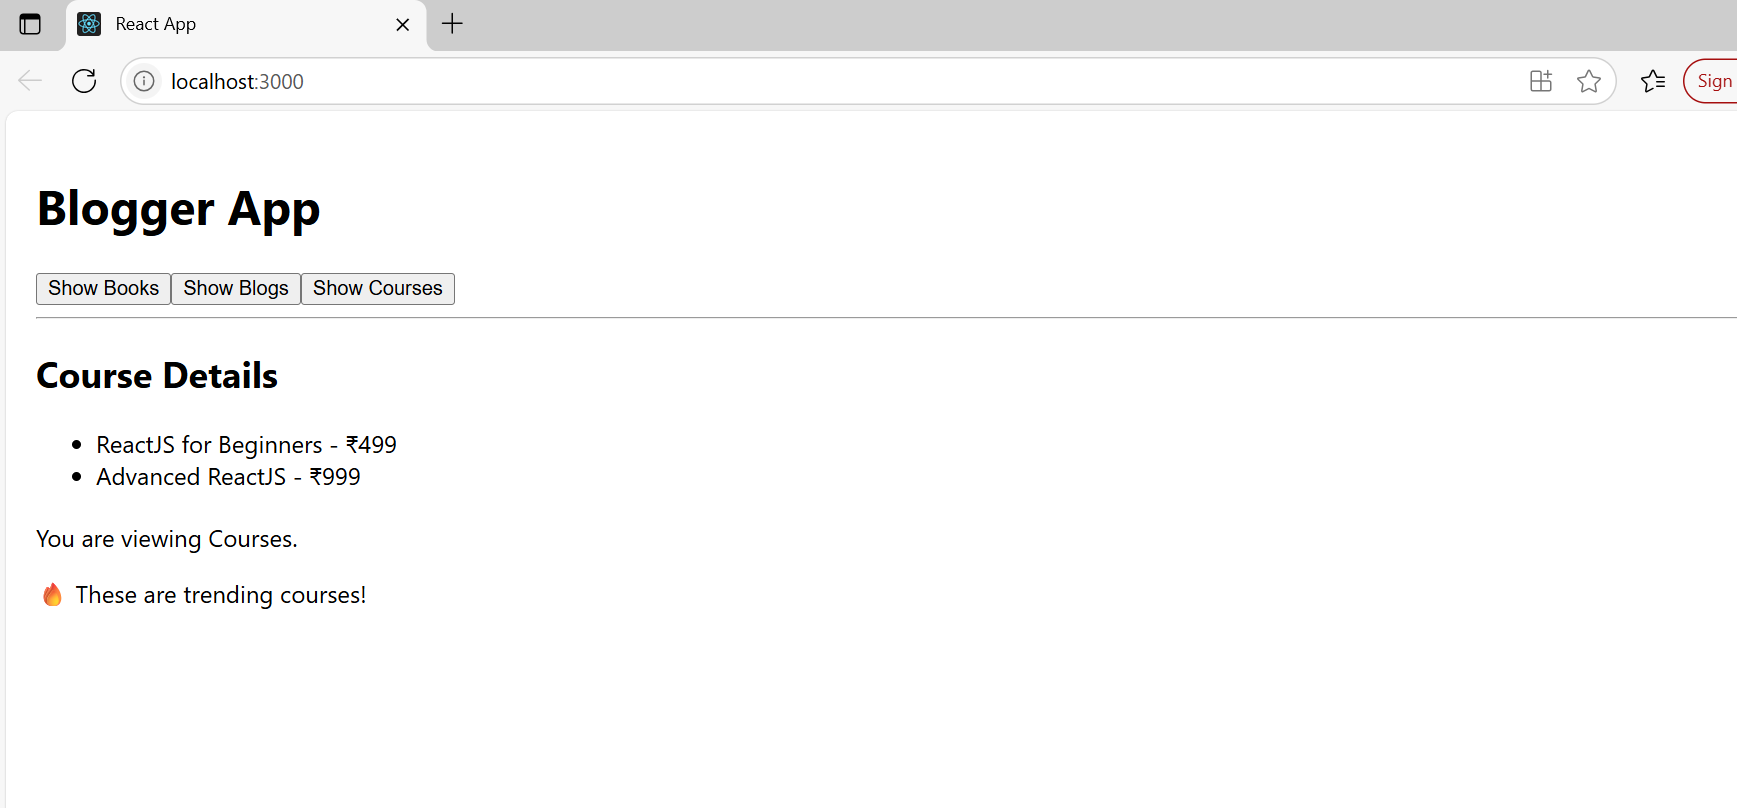 React App
localhost:3000
Sign
Blogger App
Show Books Show Blogs Show Courses
Course Details
• ReactJS for Beginners - ₹499
• Advanced ReactJS - ₹999
You are viewing Courses.
🔥 These are trending courses!